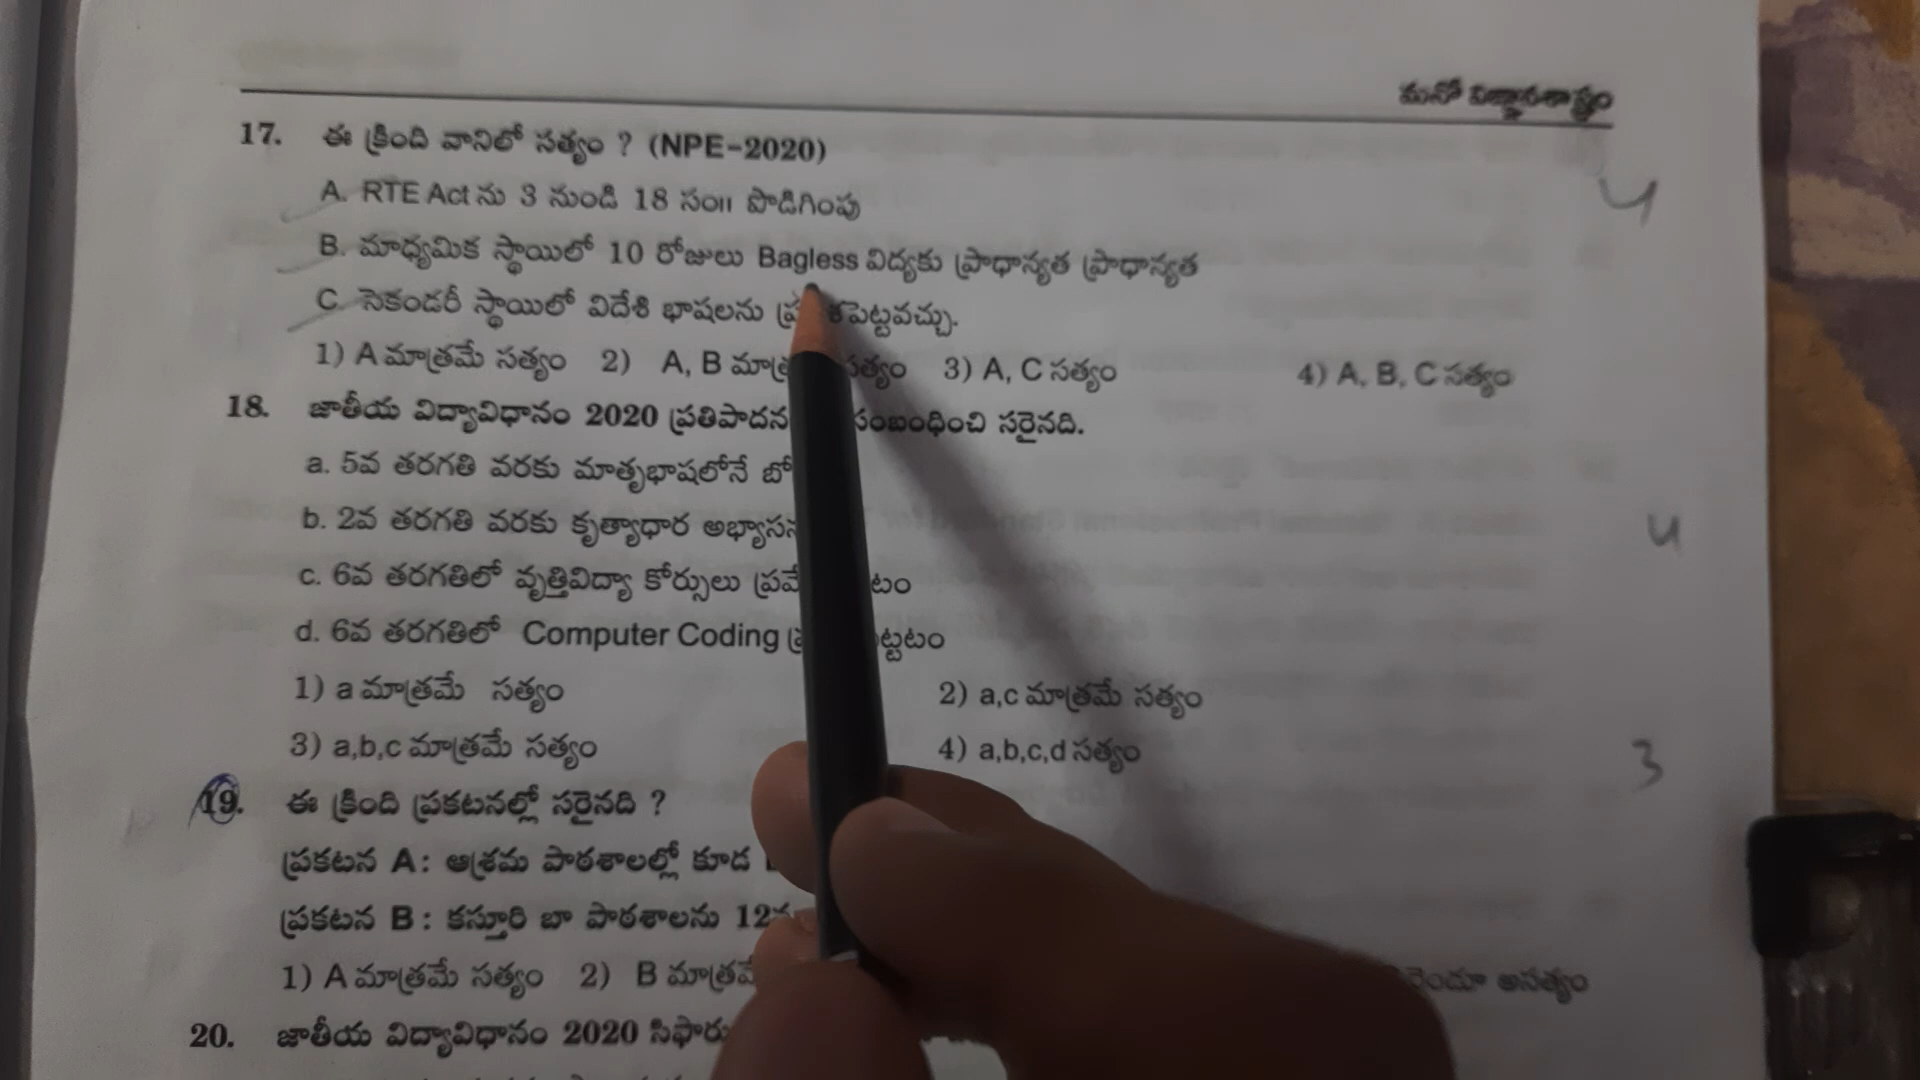 మనో విజ్ఞానశాస్త్రం
17. ఈ క్రింది వానిలో సత్యం ? (NPE-2020)
4
A. RTE Act ను 3 నుండి 18 సం॥ పొడిగింపు
B. మాధ్యమిక స్థాయిలో 10 రోజులు Bagless విద్యకు ప్రాధాన్యత ప్రాధాన్యత
C. సెకండరీ స్థాయిలో విదేశి భాషలను
1) A మాత్రమే సత్యం 2) A, B సత్యం 3) A, C సత్యం 4) A, B, C సత్యం
18. జాతీయ విద్యావిధానం 2020 సంబంధించి సరైనది.
a. 5వ తరగతి వరకు మాతృభాషలోనే
b. 2వ తరగతి వరకు కృత్యాధార
4
c. 6వ తరగతిలో వృత్తివిద్యా కోర్సులు
d. 6వ తరగతిలో Computer Coding
1) a మాత్రమే సత్యం 2) a,c మాత్రమే సత్యం
3) a,b,c మాత్రమే సత్యం 4) a,b,c,d సత్యం
3
19. ఈ క్రింది ప్రకటనల్లో సరైనది ?
ప్రకటన A: ఆశ్రమ పాఠశాలల్లో కూడ
ప్రకటన B: కస్తూరి బా పాఠశాలను
1) A మాత్రమే సత్యం 2) B అసత్యం
20. జాతీయ విద్యావిధానం 2020